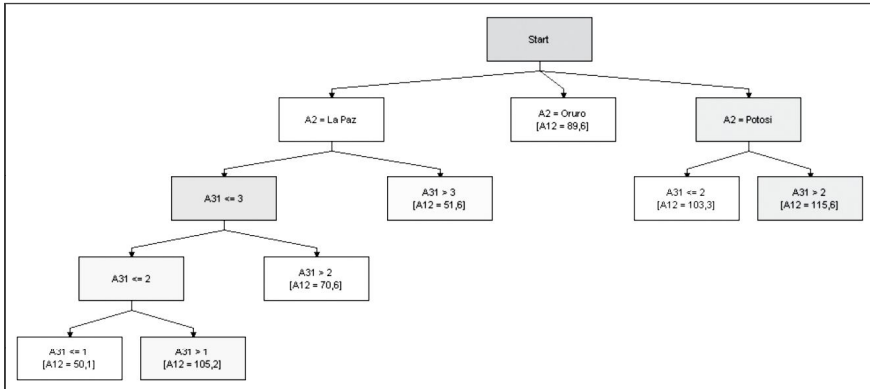 Start
A2 = La Paz
A2 = Oruro
[A12 = 89,6]
A2 = Potosi
A31 <= 3
A31 > 3
[A12 = 51,6]
A31 <= 2
[A12 = 103,3]
A31 > 2
[A12 = 115,6]
A31 <= 2
A31 > 2
[A12 = 70,6]
A31 <= 1
[A12 = 50,1]
A31 > 1
[A12 = 105,2]